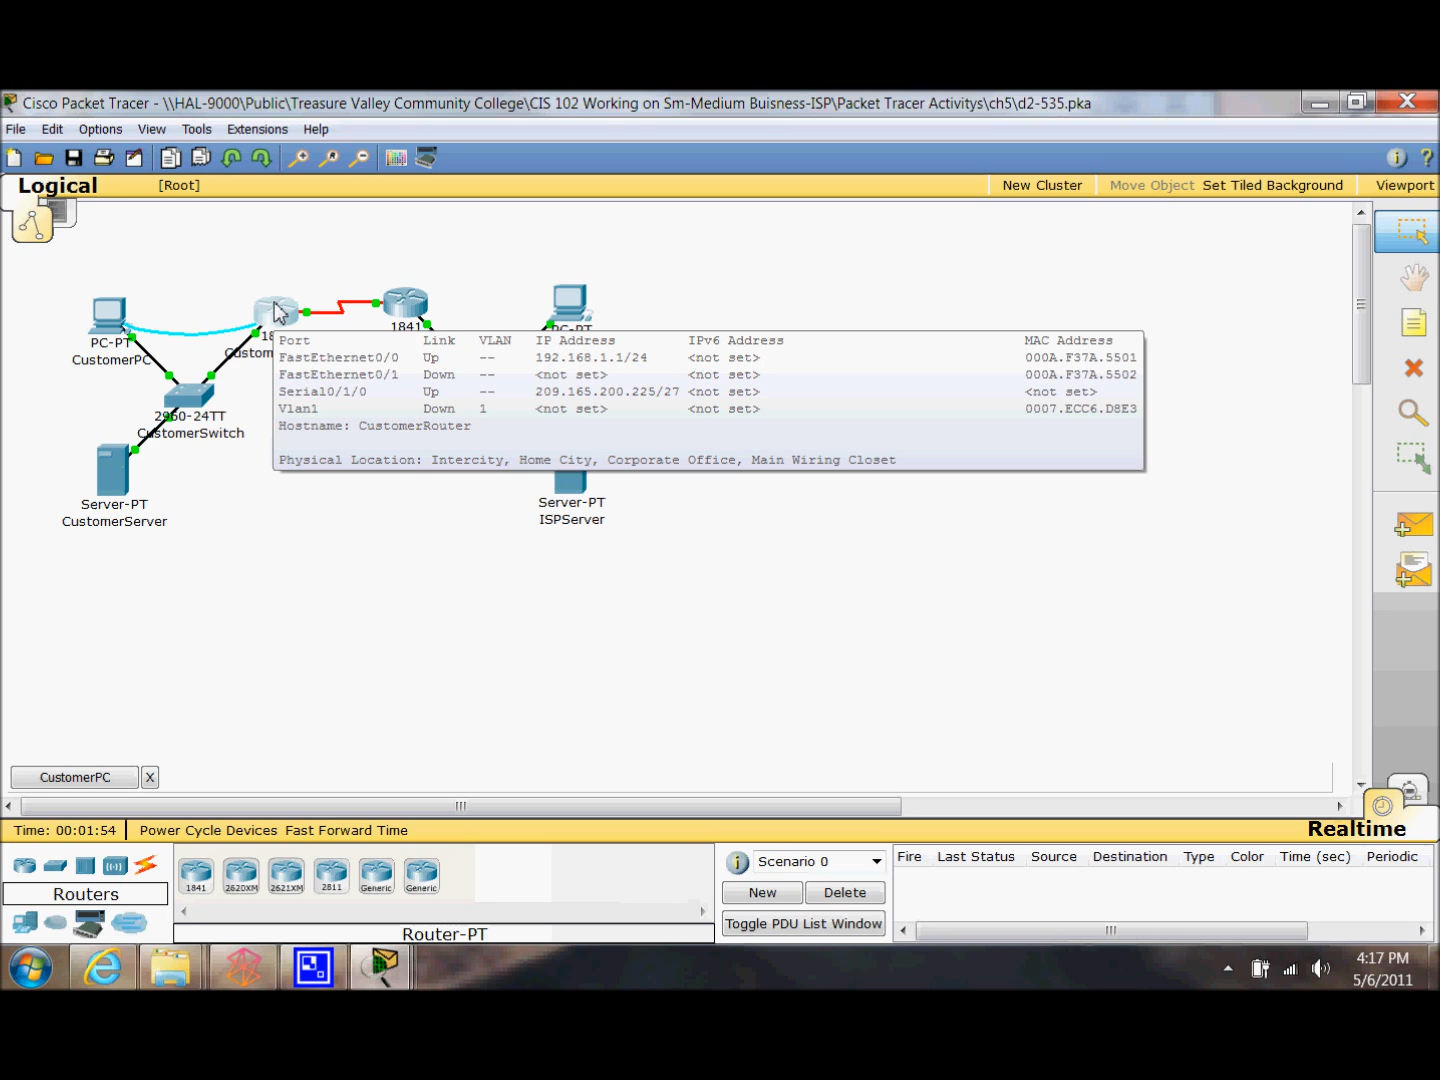 Cisco Packet Tracer - \\HAL-9000\Public\Treasure Valley Community College\CIS 102 Working on Sm-Medium Buisness-ISP\Packet Tracer Activitys\ch5\d2-535.pka
File Edit Options View Tools Extensions Help
Logical [Root] New Cluster Move Object Set Tiled Background Viewport
1841
PC-PT
CustomerPC
PC-PT
Port Link VLAN IP Address IPv6 Address MAC Address
FastEthernet0/0 Up -- 192.168.1.1/24 <not set> 000A.F37A.5501
FastEthernet0/1 Down -- <not set> <not set> 000A.F37A.5502
Serial0/1/0 Up -- 209.165.200.225/27 <not set> <not set>
Vlan1 Down 1 <not set> <not set> 0007.ECC6.D8E3
Hostname: CustomerRouter
Physical Location: Intercity, Home City, Corporate Office, Main Wiring Closet
2960-24TT
CustomerSwitch
Server-PT
CustomerServer
Server-PT
ISPServer
CustomerPC X
Time: 00:01:54 Power Cycle Devices Fast Forward Time Realtime
Routers
1841 2620XM 2621XM 2811 Generic Generic
Router-PT
Scenario 0
New Delete
Toggle PDU List Window
Fire Last Status Source Destination Type Color Time (sec) Periodic
4:17 PM
5/6/2011